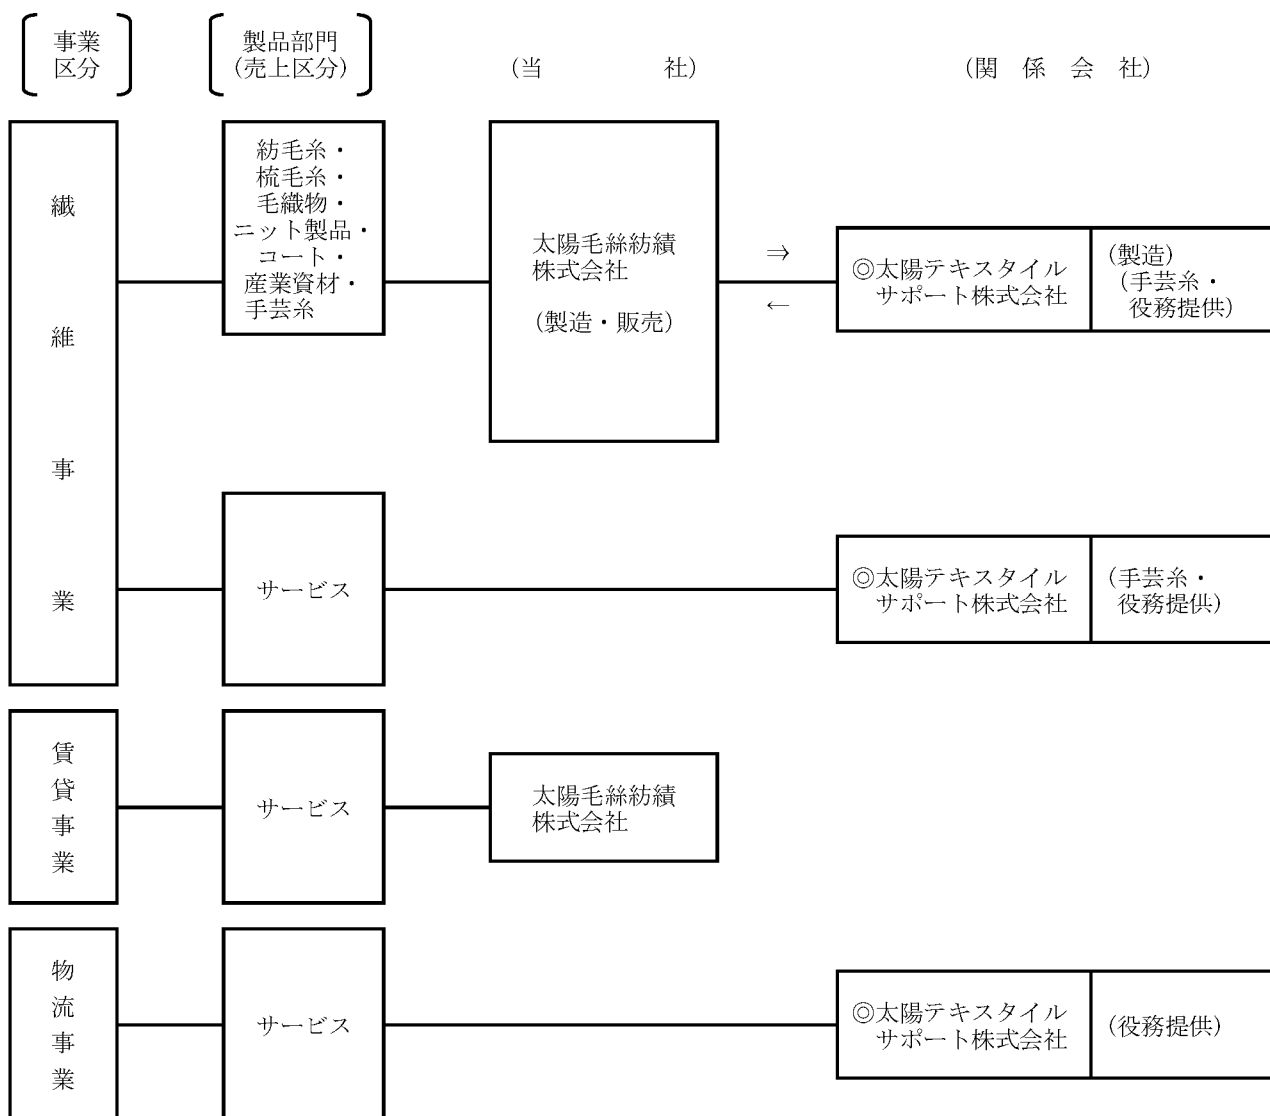 事業
区分
製品部門
(売上区分)
(当　　　　　社)
(関　係　会　社)
繊維事業
紡毛糸・
梳毛糸・
毛織物・
ニット製品・
コート・
産業資材・
手芸糸
太陽毛絲紡績
株式会社
(製造・販売)
⇒
←
◎太陽テキスタイル
サポート株式会社
(製造)
(手芸糸・
役務提供)
サービス
◎太陽テキスタイル
サポート株式会社
(手芸糸・
役務提供)
賃貸事業
サービス
太陽毛絲紡績
株式会社
物流事業
サービス
◎太陽テキスタイル
サポート株式会社
(役務提供)